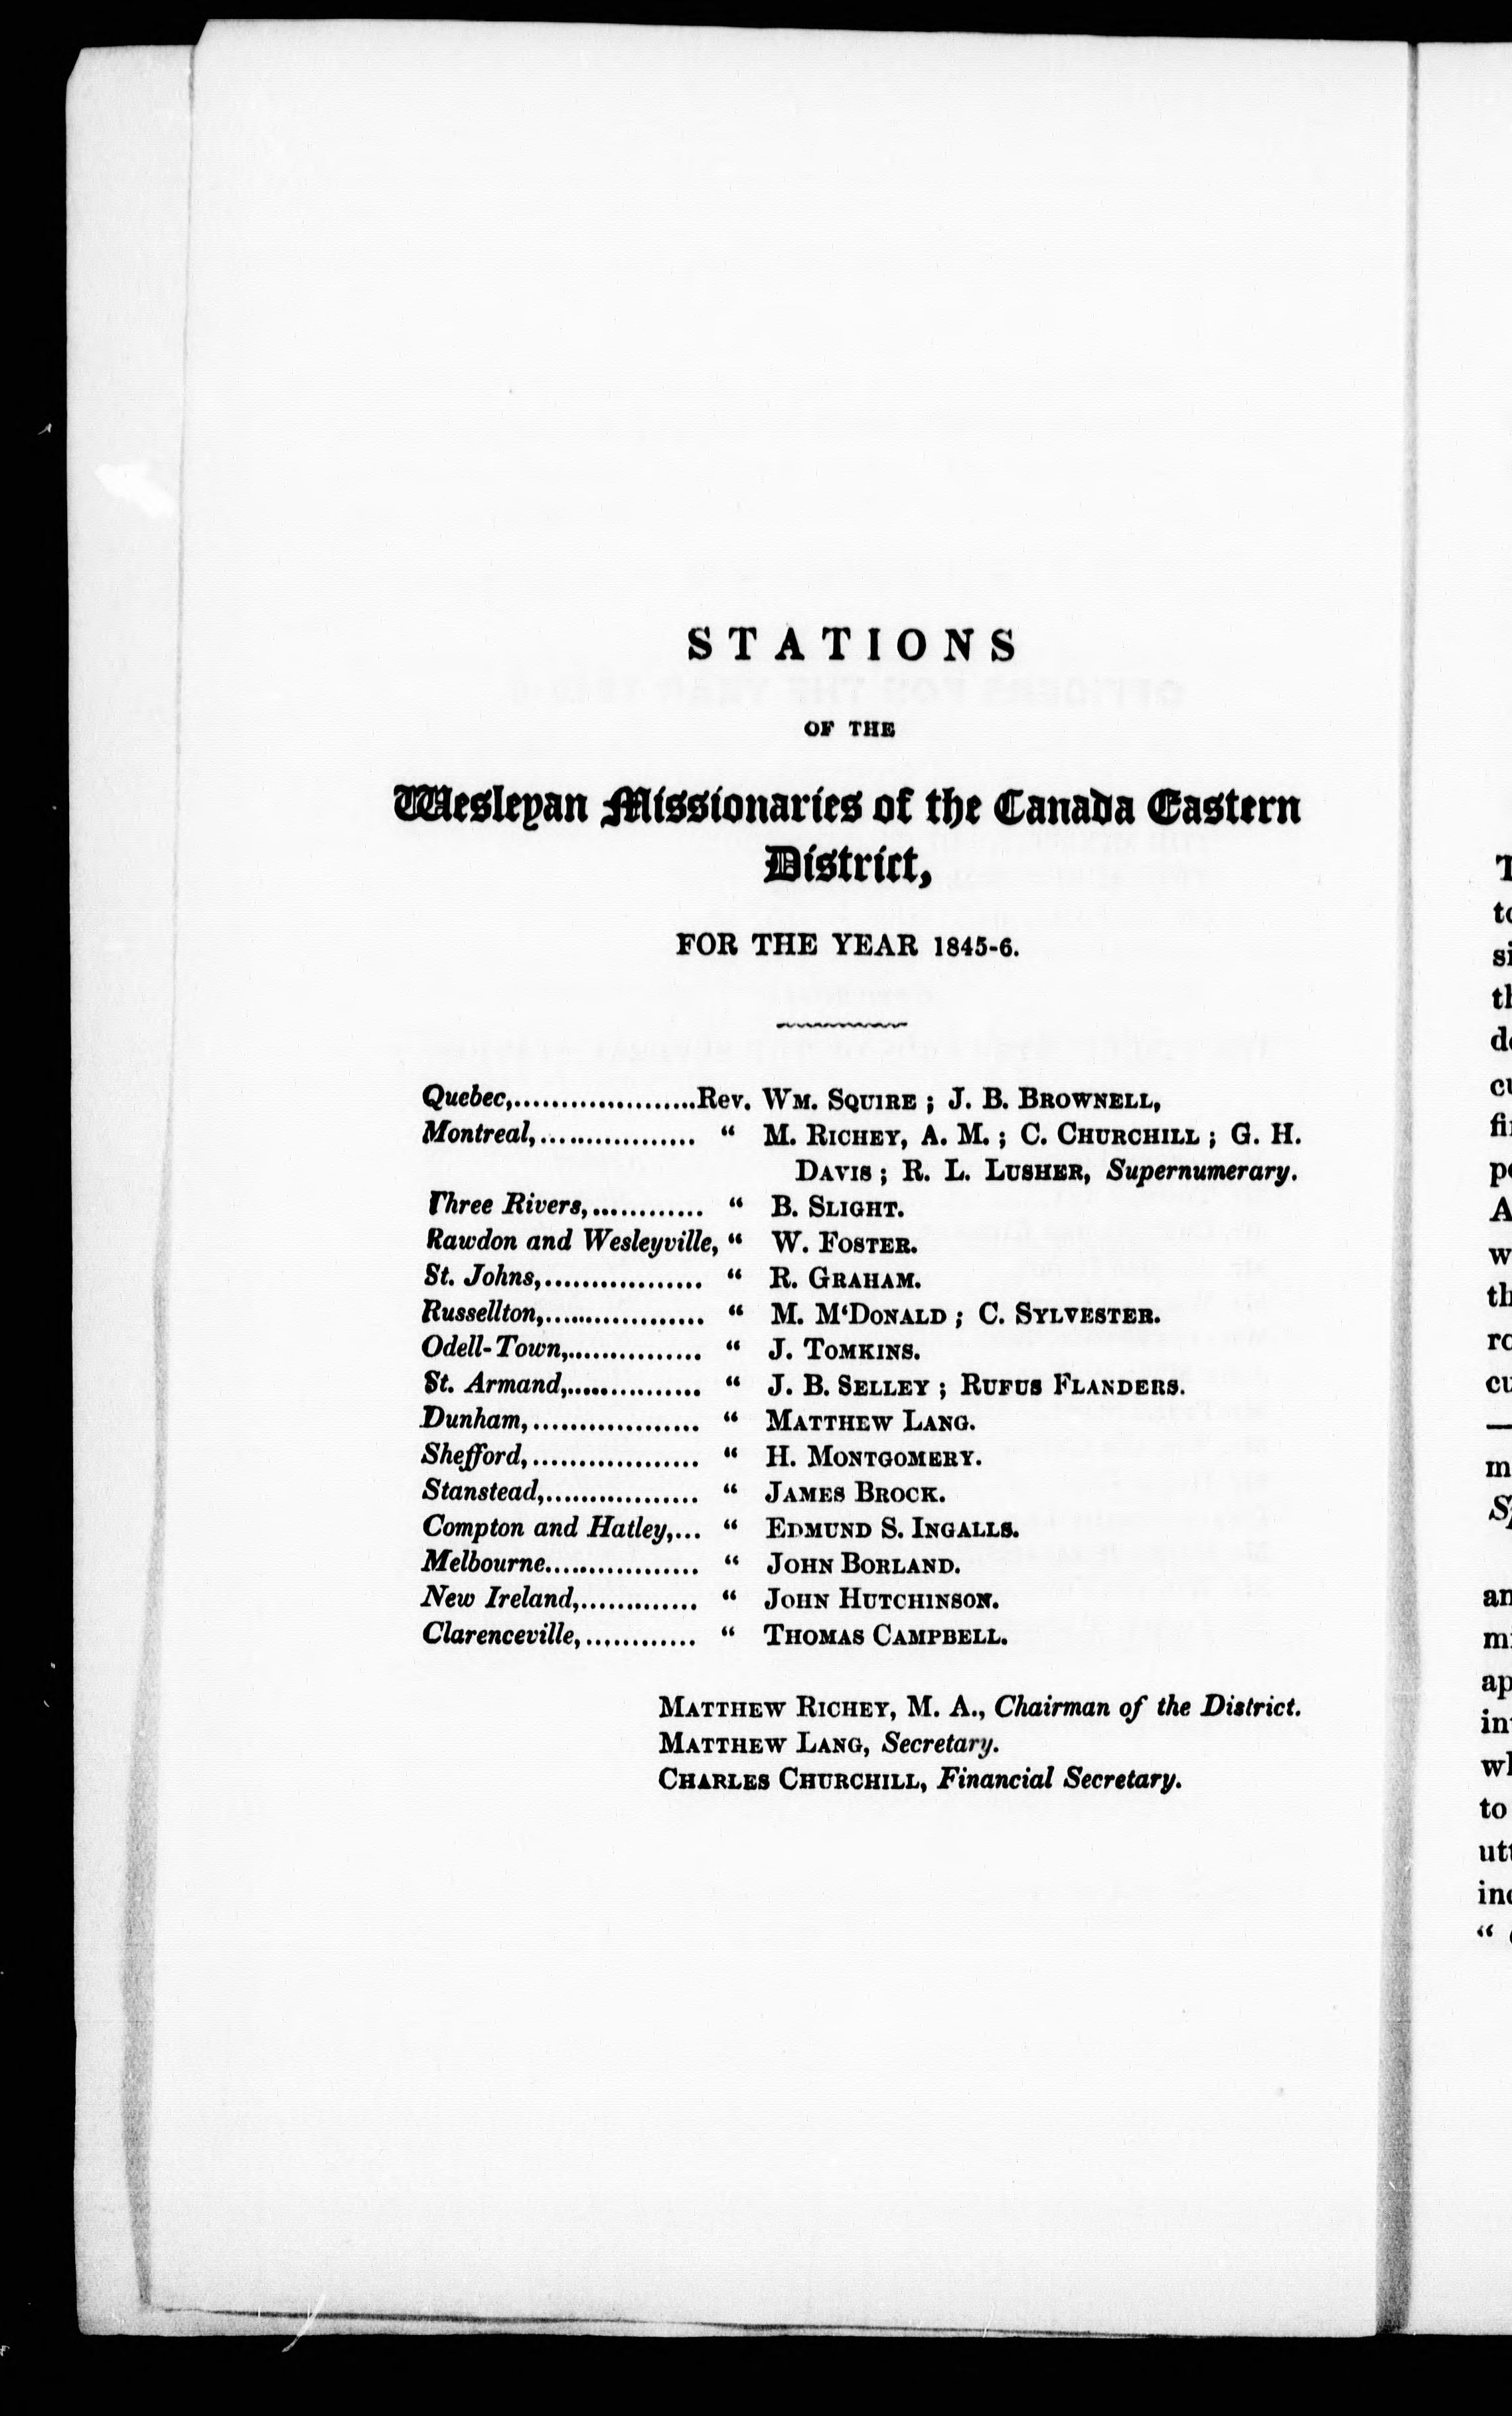 STATIONS
OF THE
Wesleyan Missionaries of the Canada Eastern
District,
FOR THE YEAR 1845-6.
Quebec,.....................Rev. WM. SQUIRE ; J. B. BROWNELL,
Montreal,................. " M. RICHEY, A. M. ; C. CHURCHILL ; G. H.
DAVIS ; R. L. LUSHER, Supernumerary.
Three Rivers,............ " B. SLIGHT.
Rawdon and Wesleyville, " W. FOSTER.
St. Johns,................. " R. GRAHAM.
Russellton,................. " M. M‘DONALD ; C. SYLVESTER.
Odell-Town,............... " J. TOMKINS.
St. Armand,............... " J. B. SELLEY ; RUFUS FLANDERS.
Dunham,.................. " MATTHEW LANG.
Shefford,.................. " H. MONTGOMERY.
Stanstead,................. " JAMES BROCK.
Compton and Hatley,... " EDMUND S. INGALLS.
Melbourne................. " JOHN BORLAND.
New Ireland,............. " JOHN HUTCHINSON.
Clarenceville,............ " THOMAS CAMPBELL.
MATTHEW RICHEY, M. A., Chairman of the District.
MATTHEW LANG, Secretary.
CHARLES CHURCHILL, Financial Secretary.